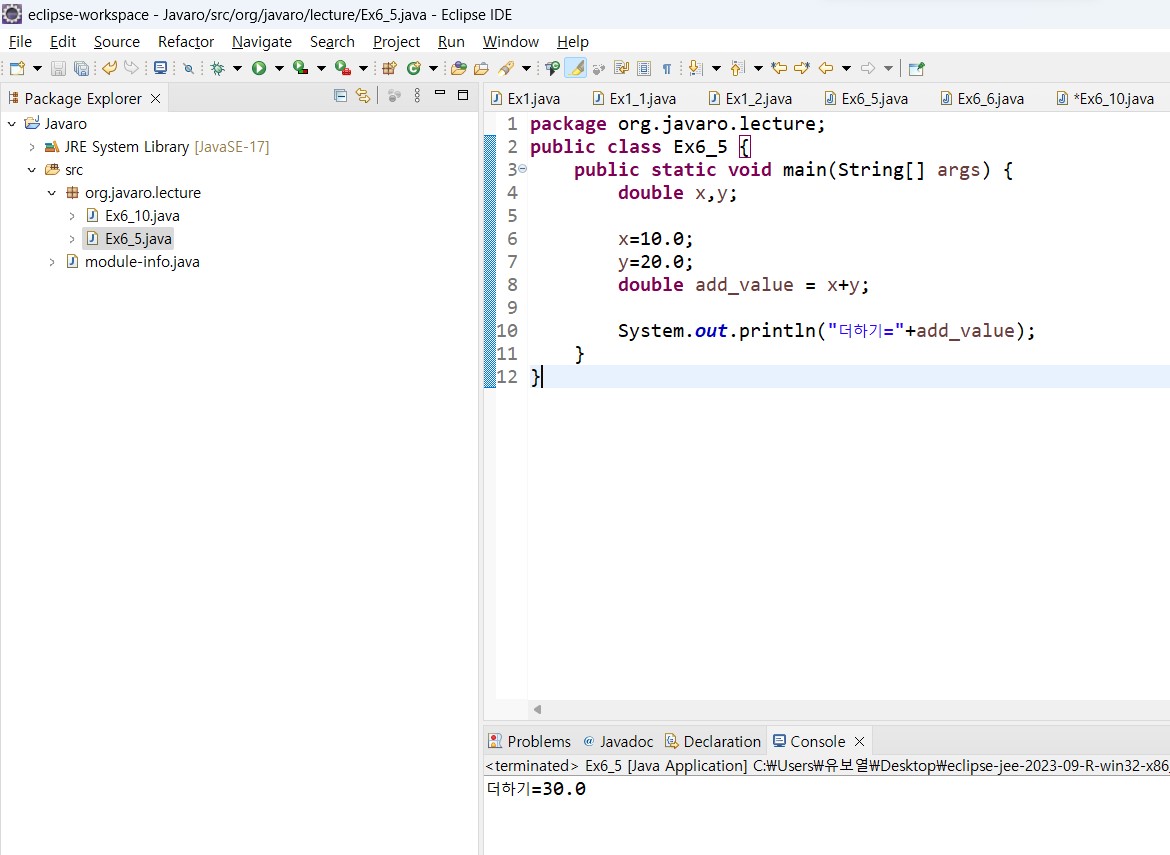 eclipse-workspace - Javaro/src/org/javaro/lecture/Ex6_5.java - Eclipse IDE
File Edit Source Refactor Navigate Search Project Run Window Help
Package Explorer
Javaro
JRE System Library [JavaSE-17]
src
org.javaro.lecture
Ex6_10.java
Ex6_5.java
module-info.java
Ex1.java Ex1_1.java Ex1_2.java Ex6_5.java Ex6_6.java *Ex6_10.java
1 package org.javaro.lecture;
2 public class Ex6_5 {
3 public static void main(String[] args) {
4 double x,y;
5
6 x=10.0;
7 y=20.0;
8 double add_value = x+y;
9
10 System.out.println("더하기="+add_value);
11 }
12 }
Problems @ Javadoc Declaration Console
<terminated> Ex6_5 [Java Application] C:₩Users₩유보열₩Desktop₩eclipse-jee-2023-09-R-win32-x86
더하기=30.0